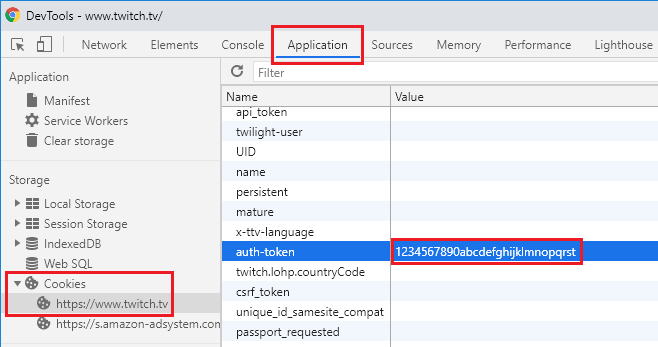 DevTools - www.twitch.tv/
Network Elements Console Application Sources Memory Performance Lighthouse
Application
Manifest
Service Workers
Clear storage
Storage
Local Storage
Session Storage
IndexedDB
Web SQL
Cookies
https://www.twitch.tv
https://s.amazon-adsystem.com
Filter
Name Value
api_token
twilight-user
UID
name
persistent
mature
x-ttv-language
auth-token 1234567890abcdefghijklmnopqrst
twitch.lohp.countryCode
csrf_token
unique_id_samesite_compat
passport_requested